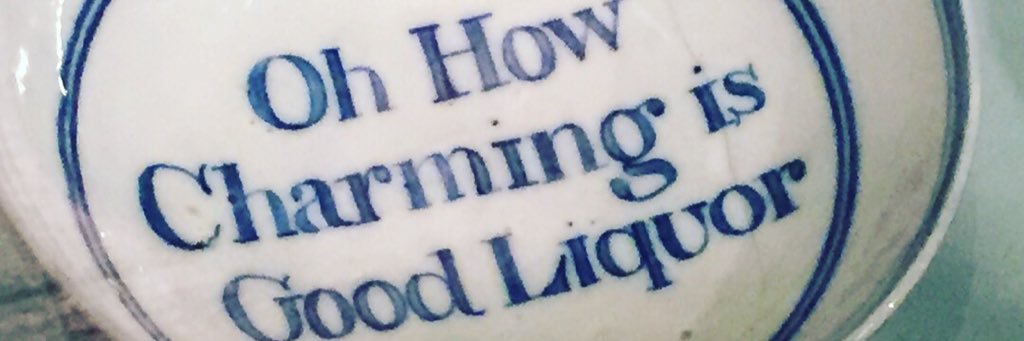 Oh How
Charming is
Good Liquor